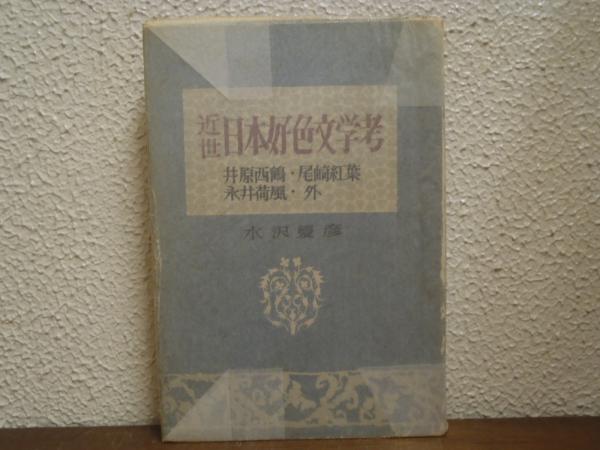 近世日本好色文学考
井原西鶴・尾崎紅葉
永井荷風・外
水沢夔彦